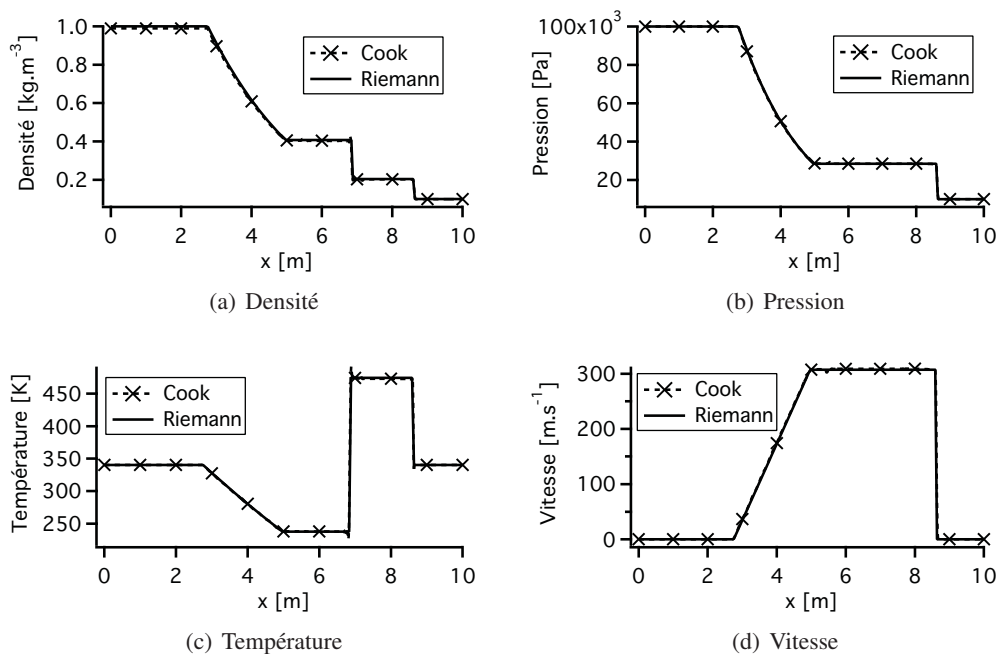 1.0
0.8
0.6
0.4
0.2
Densité [kg.m-3]
Cook
Riemann
0 2 4 6 8 10
x [m]
(a) Densité
100x10³
80
60
40
20
Pression [Pa]
Cook
Riemann
0 2 4 6 8 10
x [m]
(b) Pression
450
400
350
300
250
Température [K]
Cook
Riemann
0 2 4 6 8 10
x [m]
(c) Température
300
200
100
0
Vitesse [m.s-1]
Cook
Riemann
0 2 4 6 8 10
x [m]
(d) Vitesse